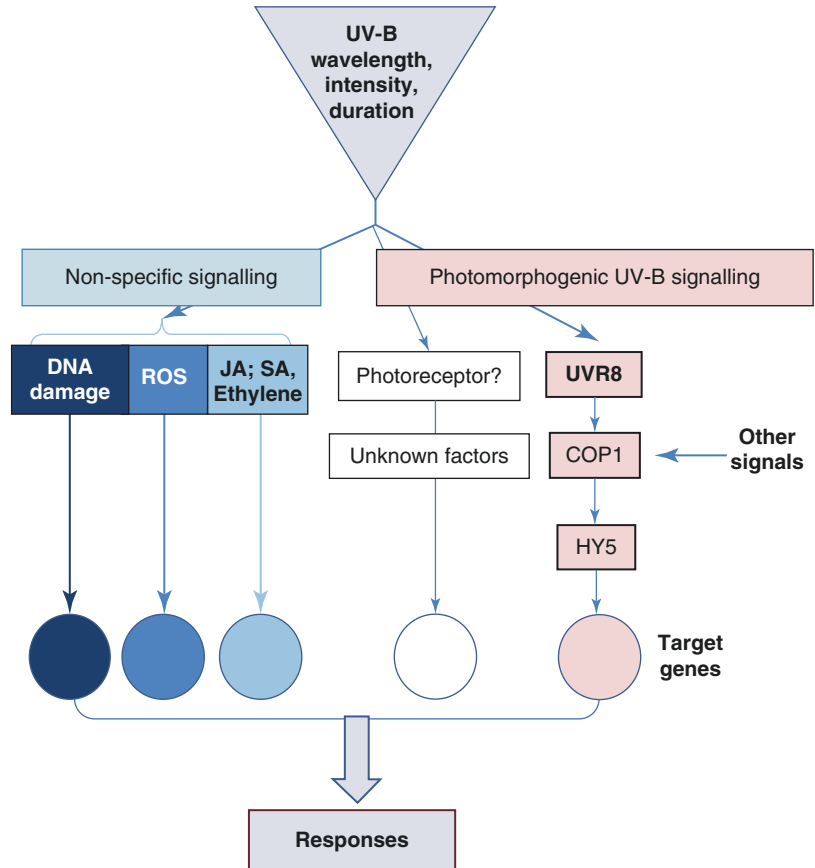 UV-B
wavelength,
intensity,
duration
Non-specific signalling
Photomorphogenic UV-B signalling
DNA
damage
ROS
JA; SA,
Ethylene
Photoreceptor?
UVR8
Unknown factors
COP1
Other
signals
HY5
Target
genes
Responses